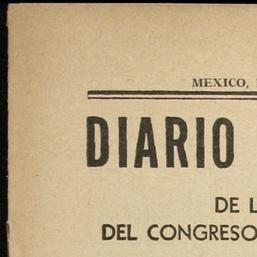 MEXICO,
DIARIO
DE L
DEL CONGRESO